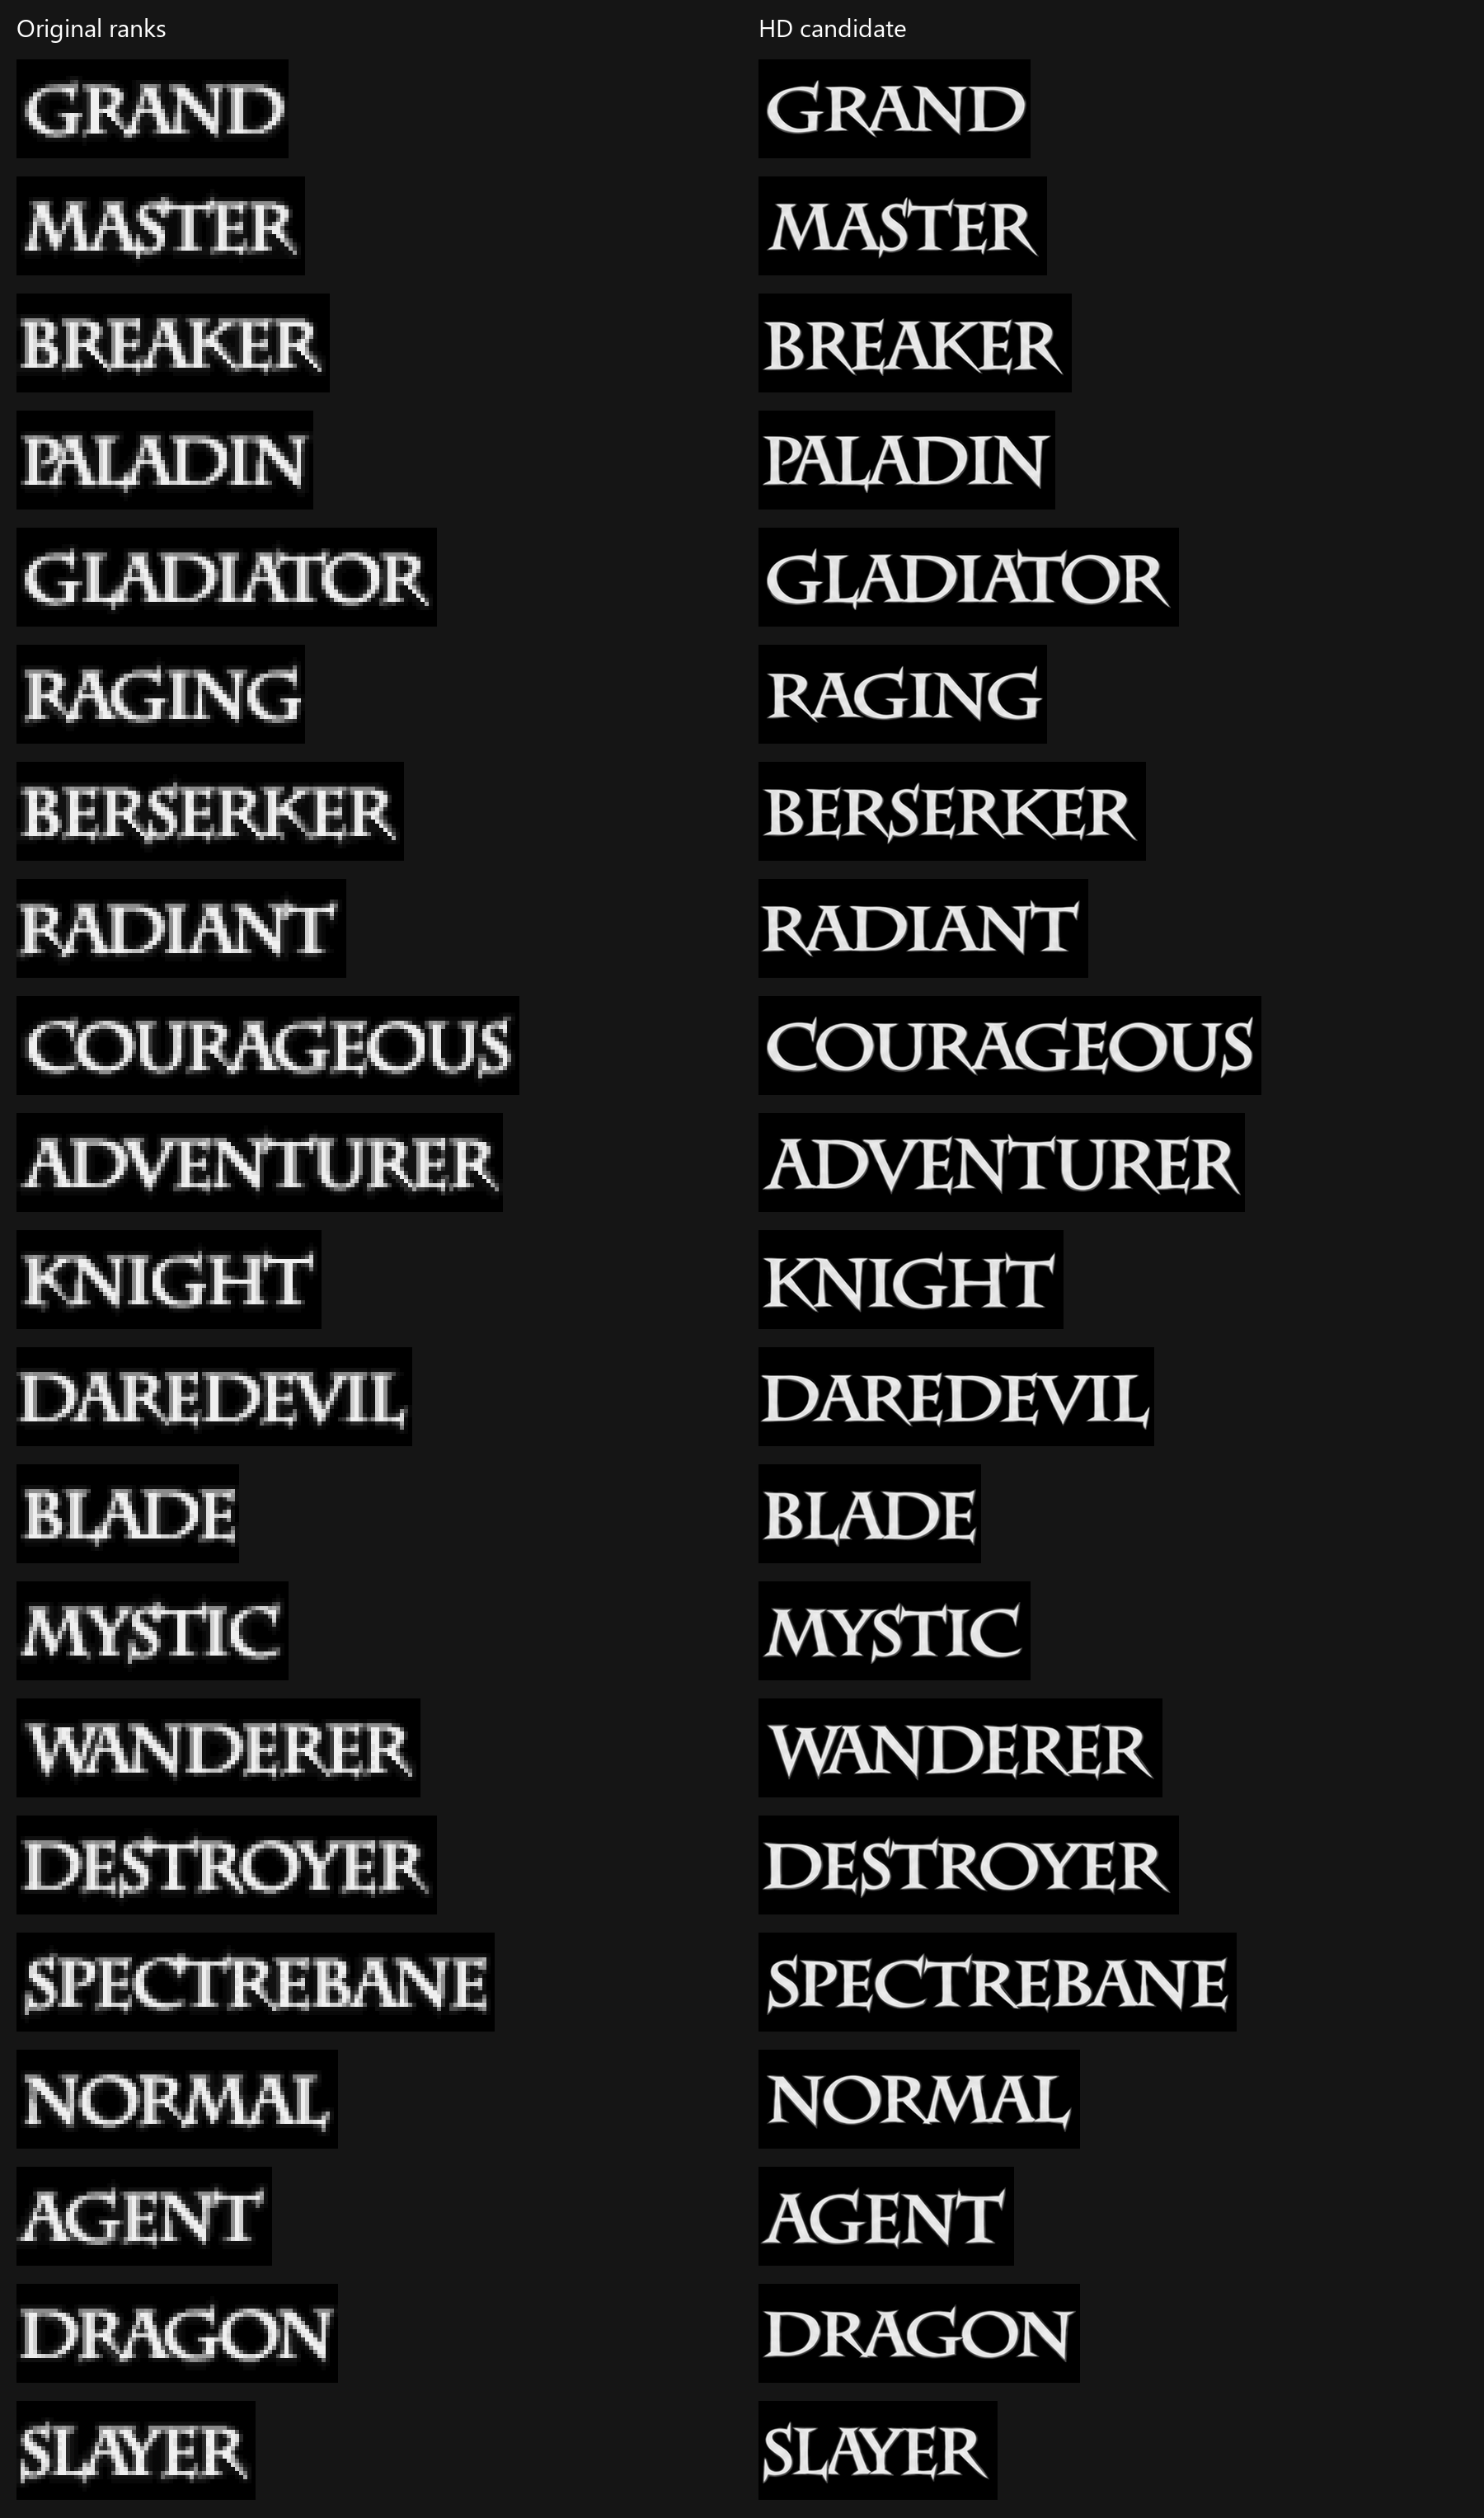 Original ranks HD candidate
GRAND GRAND
MASTER MASTER
BREAKER BREAKER
PALADIN PALADIN
GLADIATOR GLADIATOR
RAGING RAGING
BERSERKER BERSERKER
RADIANT RADIANT
COURAGEOUS COURAGEOUS
ADVENTURER ADVENTURER
KNIGHT KNIGHT
DAREDEVIL DAREDEVIL
BLADE BLADE
MYSTIC MYSTIC
WANDERER WANDERER
DESTROYER DESTROYER
SPECTREBANE SPECTREBANE
NORMAL NORMAL
AGENT AGENT
DRAGON DRAGON
SLAYER SLAYER